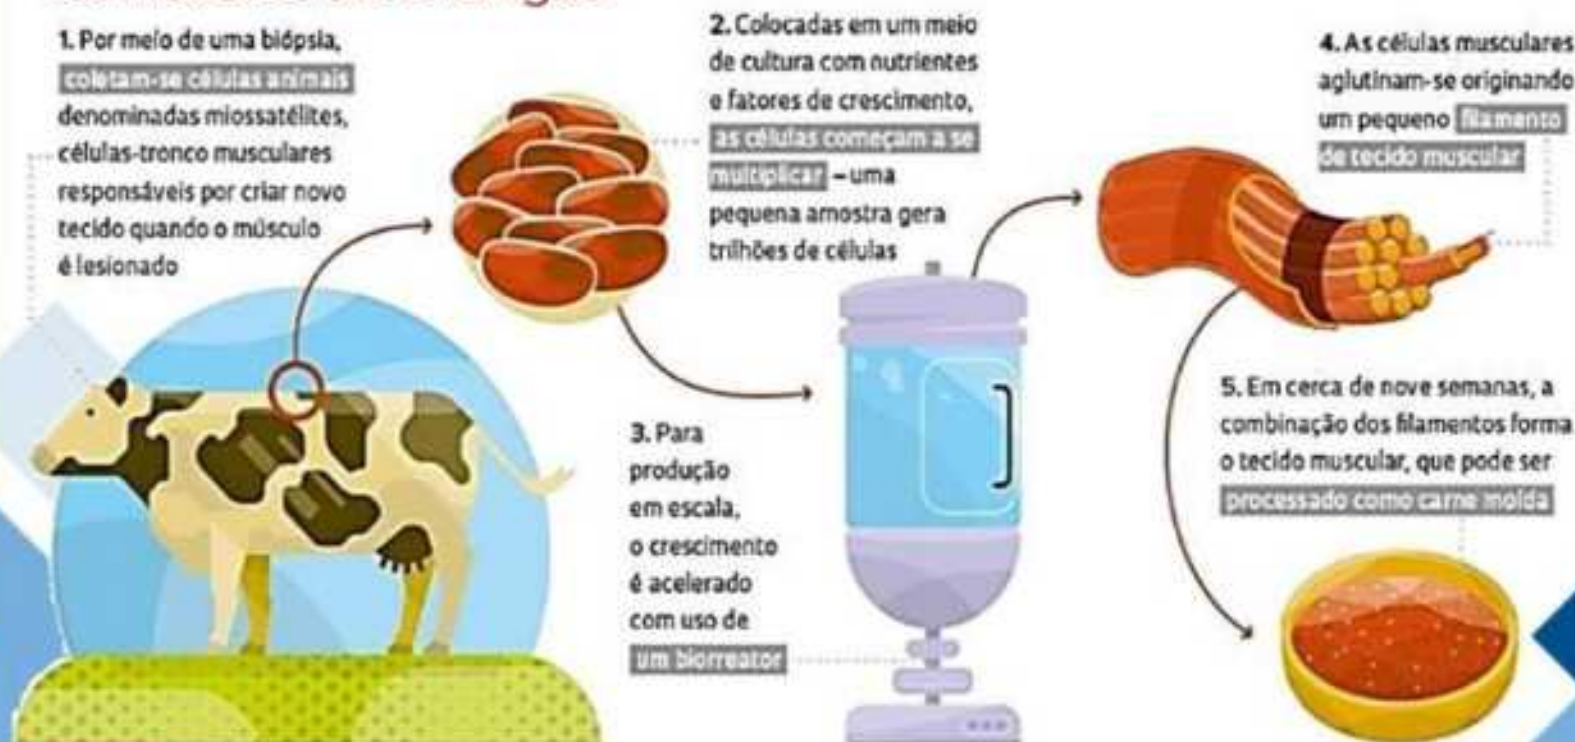 1. Por meio de uma biópsia,
coletam-se células animais
denominadas miossatélites,
células-tronco musculares
responsáveis por criar novo
tecido quando o músculo
é lesionado
2. Colocadas em um meio
de cultura com nutrientes
e fatores de crescimento,
as células começam a se
multiplicar – uma
pequena amostra gera
trilhões de células
3. Para
produção
em escala,
o crescimento
é acelerado
com uso de
um biorreator
4. As células musculares
aglutinam-se originando
um pequeno filamento
de tecido muscular
5. Em cerca de nove semanas, a
combinação dos filamentos forma
o tecido muscular, que pode ser
processado como carne moída